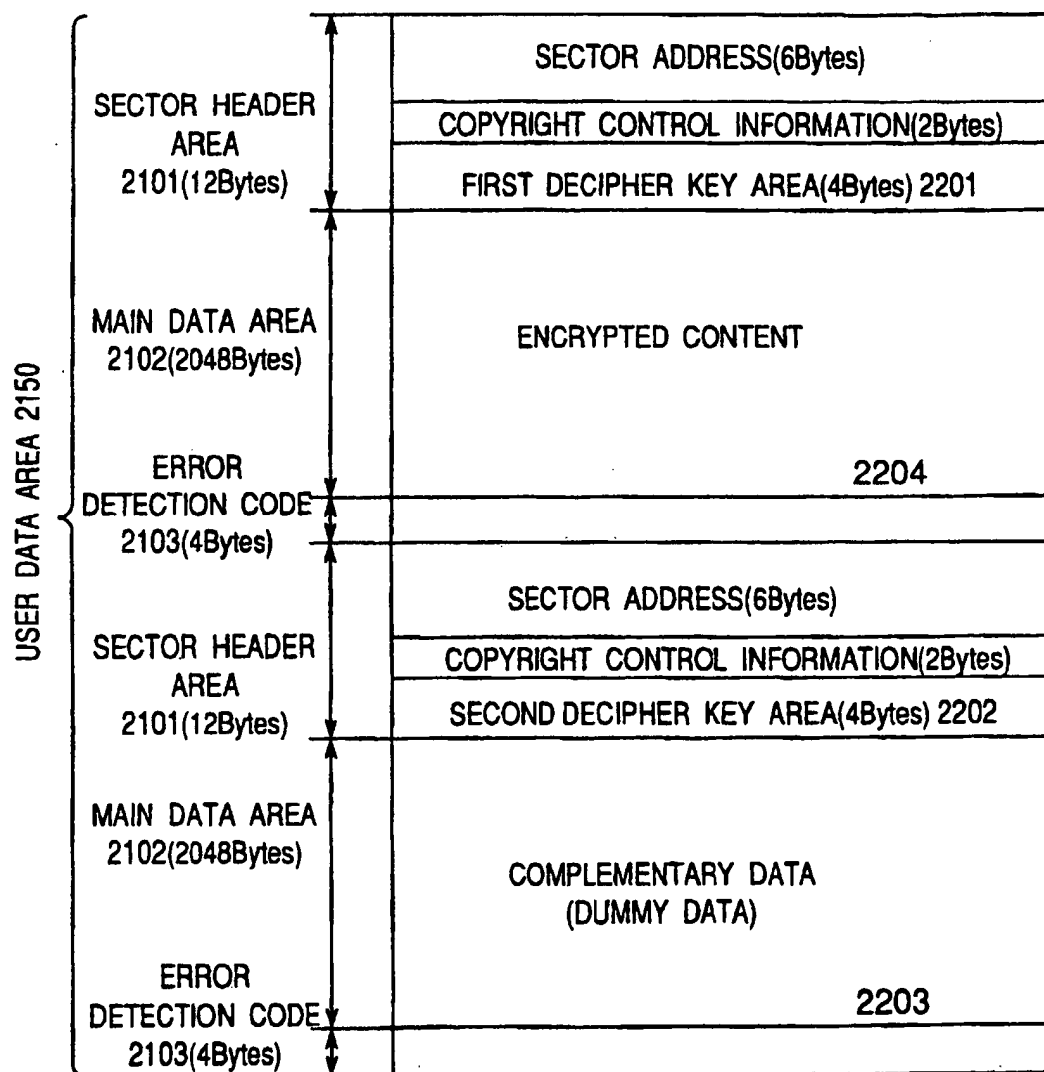 USER DATA AREA 2150
SECTOR HEADER
AREA
2101(12Bytes)
SECTOR ADDRESS(6Bytes)
COPYRIGHT CONTROL INFORMATION(2Bytes)
FIRST DECIPHER KEY AREA(4Bytes) 2201
MAIN DATA AREA
2102(2048Bytes)
ENCRYPTED CONTENT
2204
ERROR
DETECTION CODE
2103(4Bytes)
SECTOR HEADER
AREA
2101(12Bytes)
SECTOR ADDRESS(6Bytes)
COPYRIGHT CONTROL INFORMATION(2Bytes)
SECOND DECIPHER KEY AREA(4Bytes) 2202
MAIN DATA AREA
2102(2048Bytes)
COMPLEMENTARY DATA
(DUMMY DATA)
2203
ERROR
DETECTION CODE
2103(4Bytes)